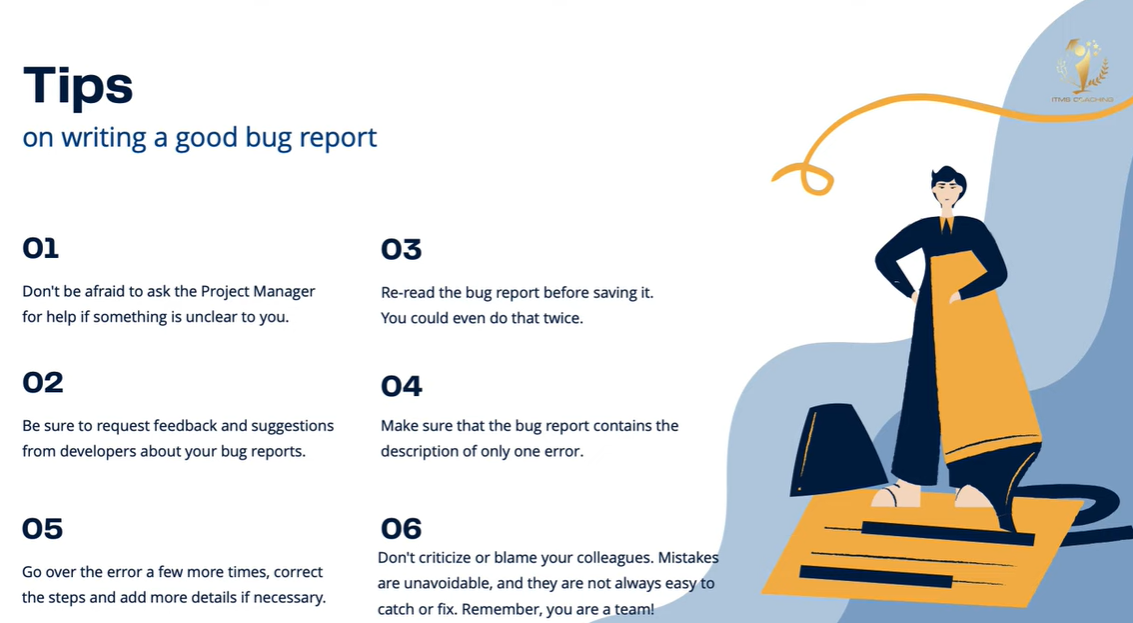 Tips
on writing a good bug report
01
Don't be afraid to ask the Project Manager
for help if something is unclear to you.
02
Be sure to request feedback and suggestions
from developers about your bug reports.
03
Re-read the bug report before saving it.
You could even do that twice.
04
Make sure that the bug report contains the
description of only one error.
05
Go over the error a few more times, correct
the steps and add more details if necessary.
06
Don't criticize or blame your colleagues. Mistakes
are unavoidable, and they are not always easy to
catch or fix. Remember, you are a team!
COACHING